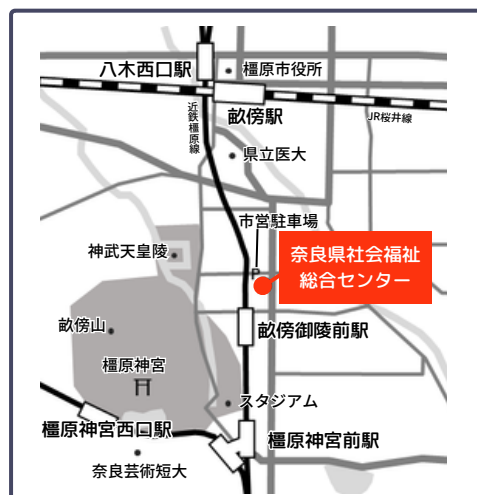 八木西口駅
橿原市役所
畝傍駅
JR桜井線
近鉄橿原線
県立医大
市営駐車場
神武天皇陵
P
奈良県社会福祉
総合センター
畝傍山
畝傍御陵前駅
橿原神宮
スタジアム
橿原神宮西口駅
橿原神宮前駅
奈良芸術短大